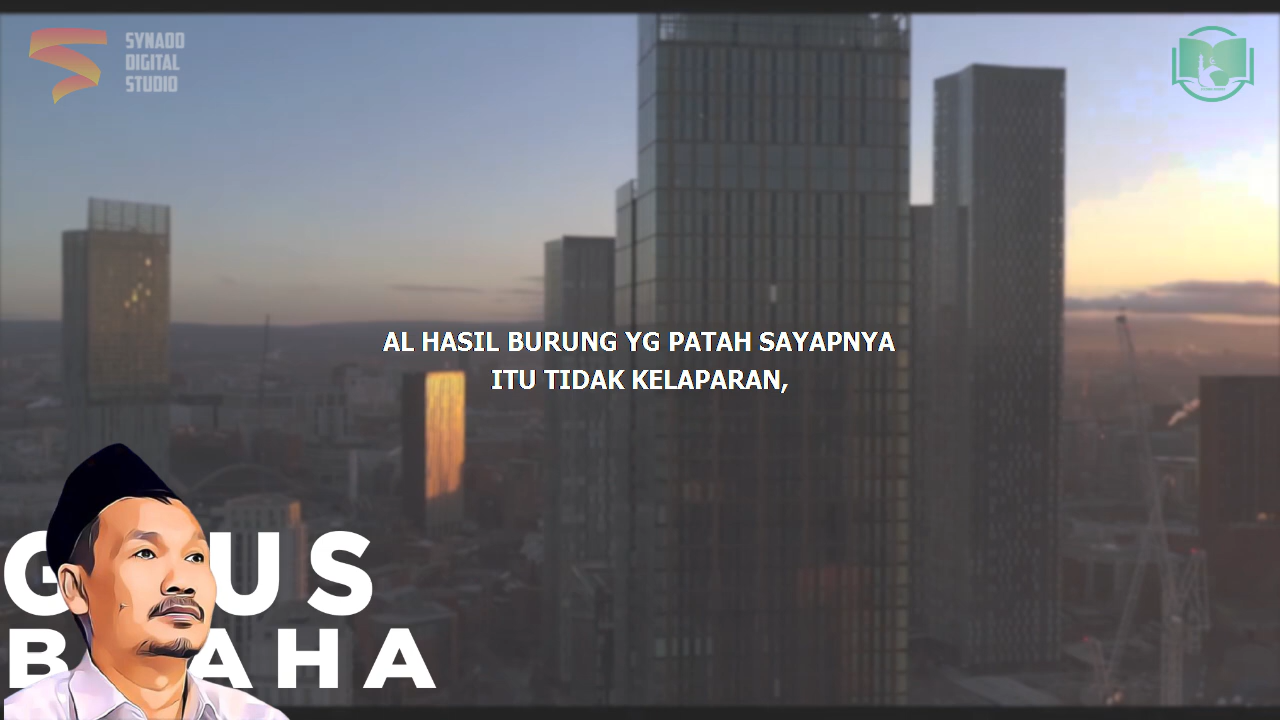 SYNADO
DIGITAL
STUDIO
AL HASIL BURUNG YG PATAH SAYAPNYA
ITU TIDAK KELAPARAN,
GUS
BAHA